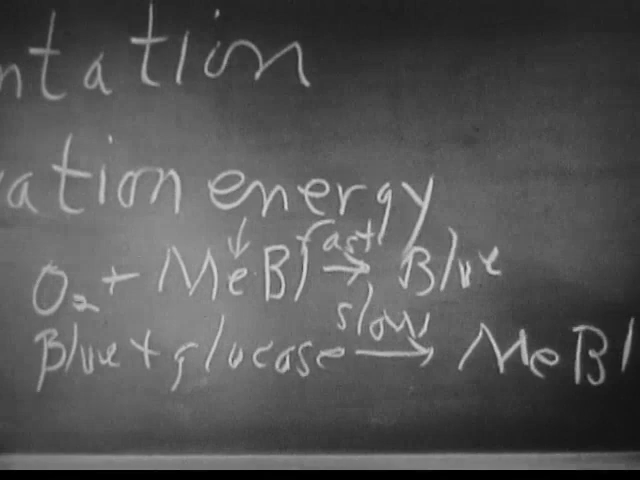 ntation
ation energy
↓ fast
O₂ + MeBl → Blue
slow
Blue + glucose → MeBl